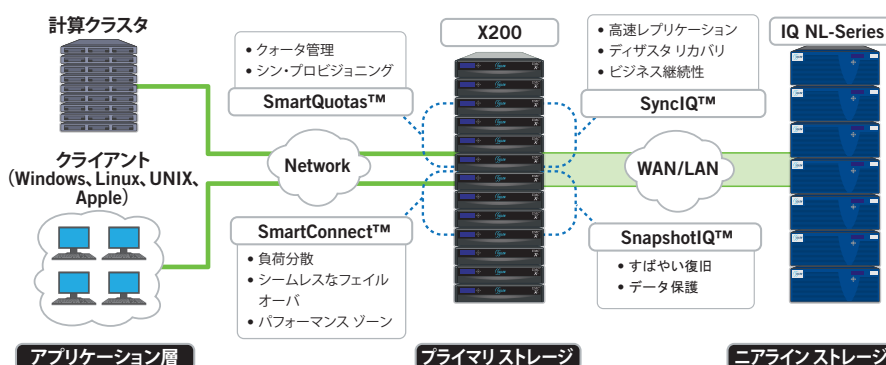 計算クラスタ
クライアント
（Windows、Linux、UNIX、
Apple）
アプリケーション層
• クォータ管理
• シン・プロビジョニング
SmartQuotas™
Network
SmartConnect™
• 負荷分散
• シームレスなフェイル
オーバ
• パフォーマンス ゾーン
X200
プライマリ ストレージ
• 高速レプリケーション
• ディザスタ リカバリ
• ビジネス継続性
SyncIQ™
WAN/LAN
SnapshotIQ™
• すばやい復旧
• データ保護
IQ NL-Series
ニアライン ストレージ